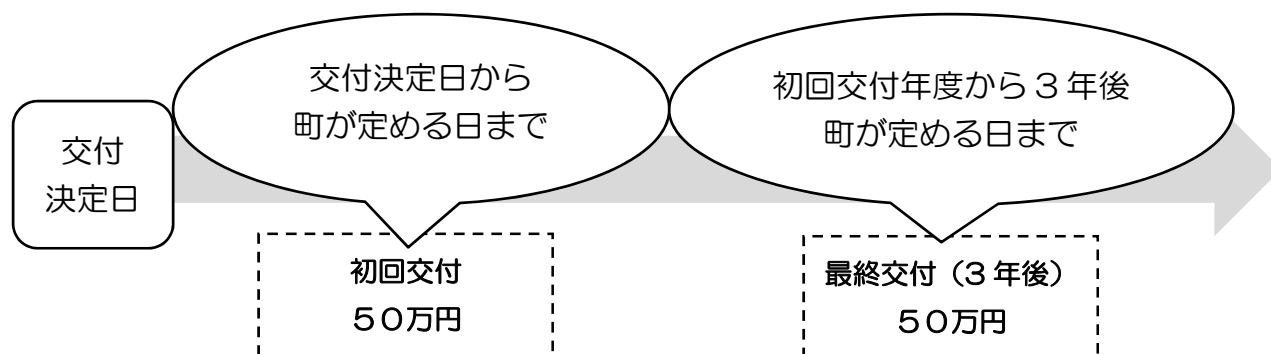 交付
決定日
交付決定日から
町が定める日まで
初回交付年度から３年後
町が定める日まで
初回交付
５０万円
最終交付（３年後）
５０万円